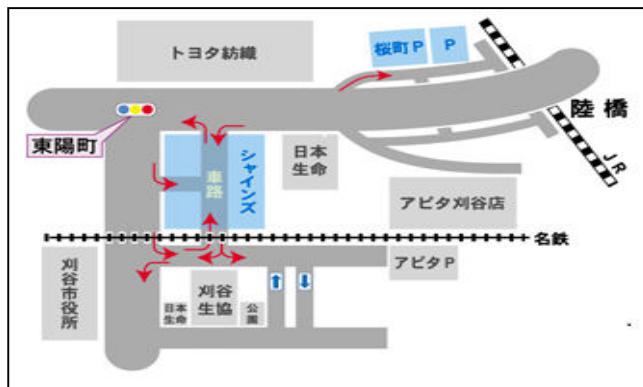 トヨタ紡織
桜町P
P
陸橋
東陽町
シャインズ
車路
日本
生命
JR
アピタ刈谷店
名鉄
刈谷市役所
アピタP
日本
生命
刈谷
生協
公園